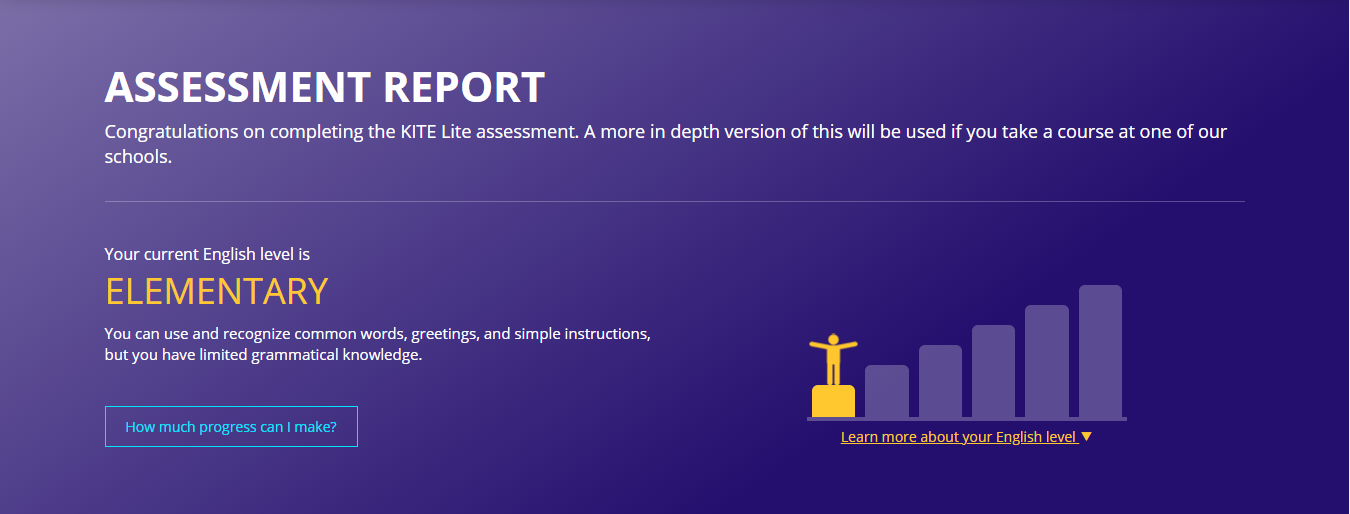 ASSESSMENT REPORT
Congratulations on completing the KITE Lite assessment. A more in depth version of this will be used if you take a course at one of our
schools.
Your current English level is
ELEMENTARY
You can use and recognize common words, greetings, and simple instructions,
but you have limited grammatical knowledge.
How much progress can I make?
Learn more about your English level